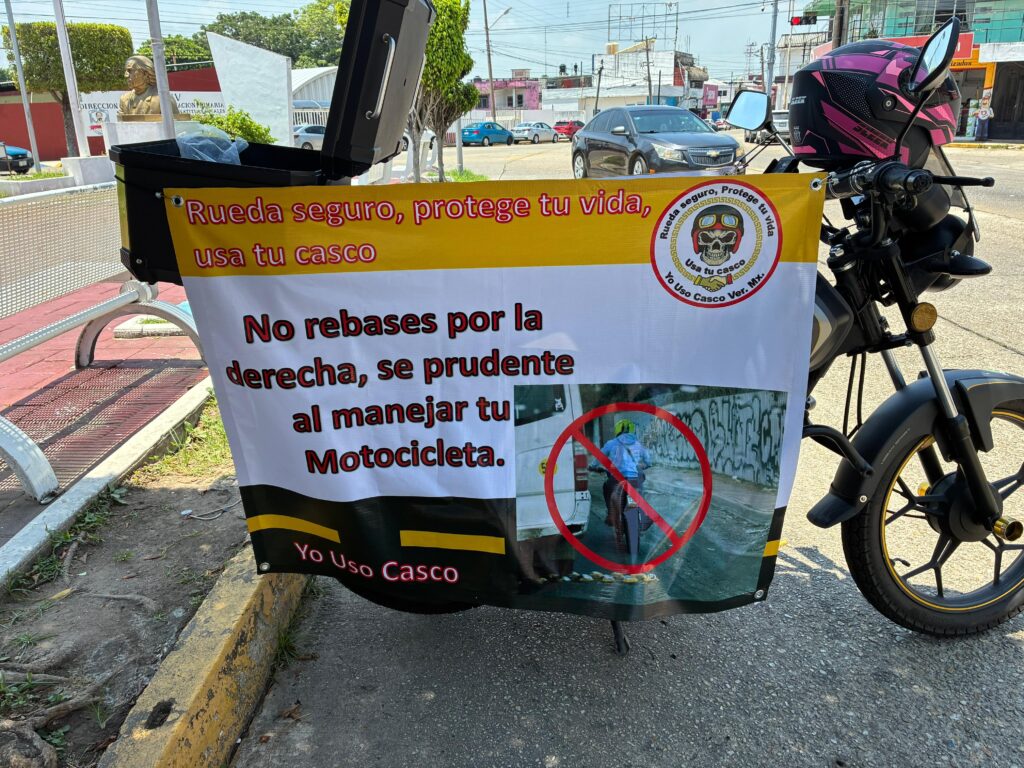 Rueda seguro, protege tu vida,
usa tu casco
Rueda seguro, Protege tu vida
Usa tu casco
Yo Uso Casco Ver. Mx.
No rebases por la
derecha, se prudente
al manejar tu
Motocicleta.
Yo Uso Casco
DIRECCION